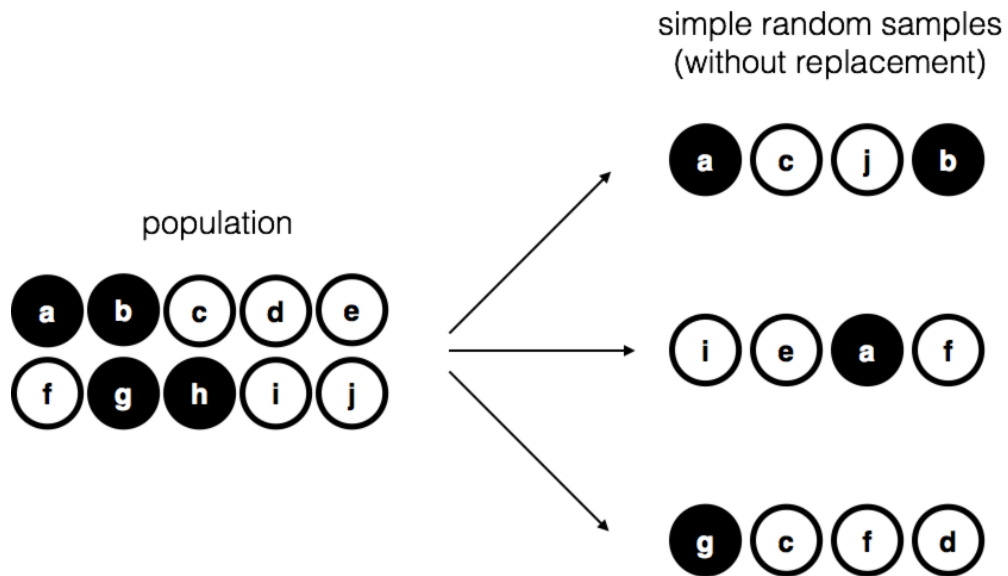 simple random samples
(without replacement)
a c j b
population
a b c d e
i e a f
f g h i j
g c f d